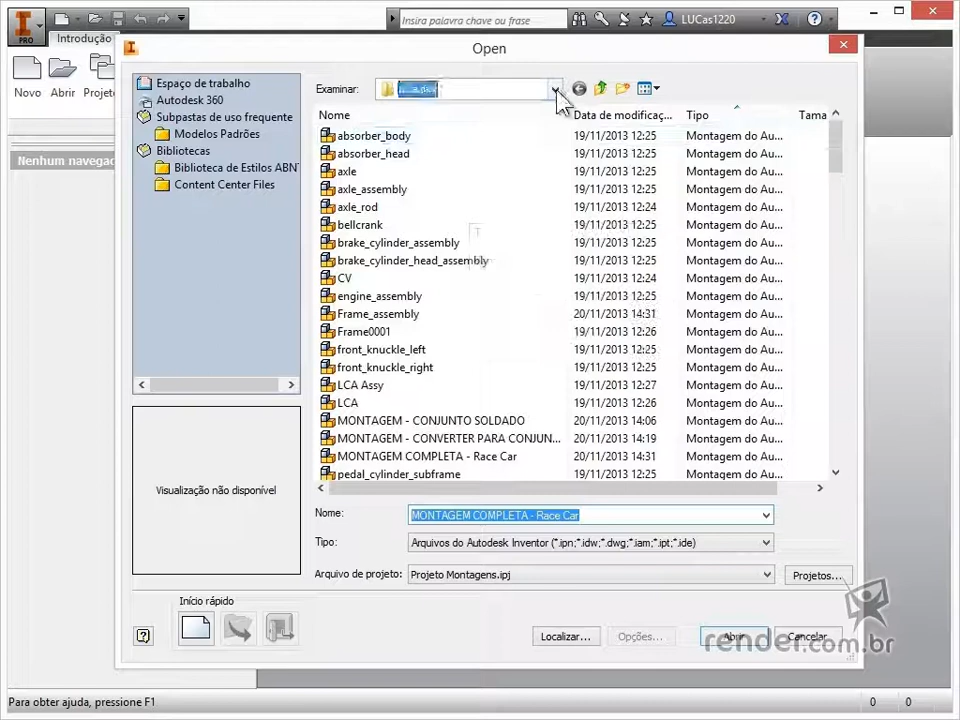 PRO
Insira palavra chave ou frase
LUCas1220
Introdução
Novo
Abrir
Projet
Nenhum navegaç
Open
Espaço de trabalho
Autodesk 360
Subpastas de uso frequente
Modelos Padrões
Bibliotecas
Biblioteca de Estilos ABNT
Content Center Files
Examinar:
Nome
Data de modificaç...
Tipo
Tama
absorber_body 19/11/2013 12:25 Montagem do Au...
absorber_head 19/11/2013 12:25 Montagem do Au...
axle 19/11/2013 12:25 Montagem do Au...
axle_assembly 19/11/2013 12:25 Montagem do Au...
axle_rod 19/11/2013 12:24 Montagem do Au...
bellcrank 19/11/2013 12:25 Montagem do Au...
brake_cylinder_assembly 19/11/2013 12:25 Montagem do Au...
brake_cylinder_head_assembly 19/11/2013 12:25 Montagem do Au...
CV 19/11/2013 12:24 Montagem do Au...
engine_assembly 19/11/2013 12:25 Montagem do Au...
Frame_assembly 20/11/2013 14:31 Montagem do Au...
Frame0001 19/11/2013 12:26 Montagem do Au...
front_knuckle_left 19/11/2013 12:25 Montagem do Au...
front_knuckle_right 19/11/2013 12:25 Montagem do Au...
LCA Assy 19/11/2013 12:27 Montagem do Au...
LCA 19/11/2013 12:26 Montagem do Au...
MONTAGEM - CONJUNTO SOLDADO 20/11/2013 14:06 Montagem do Au...
MONTAGEM - CONVERTER PARA CONJUN... 20/11/2013 14:19 Montagem do Au...
MONTAGEM COMPLETA - Race Car 20/11/2013 14:31 Montagem do Au...
pedal_cylinder_subframe 19/11/2013 12:25 Montagem do Au...
Visualização não disponível
Nome: MONTAGEM COMPLETA - Race Car
Tipo: Arquivos do Autodesk Inventor (*.ipn;*.idw;*.dwg;*.iam;*.ipt;*.ide)
Arquivo de projeto: Projeto Montagens.ipj
Projetos...
Início rápido
Localizar...
Opções...
Abrir
Cancelar
render.com.br
Para obter ajuda, pressione F1
0
0